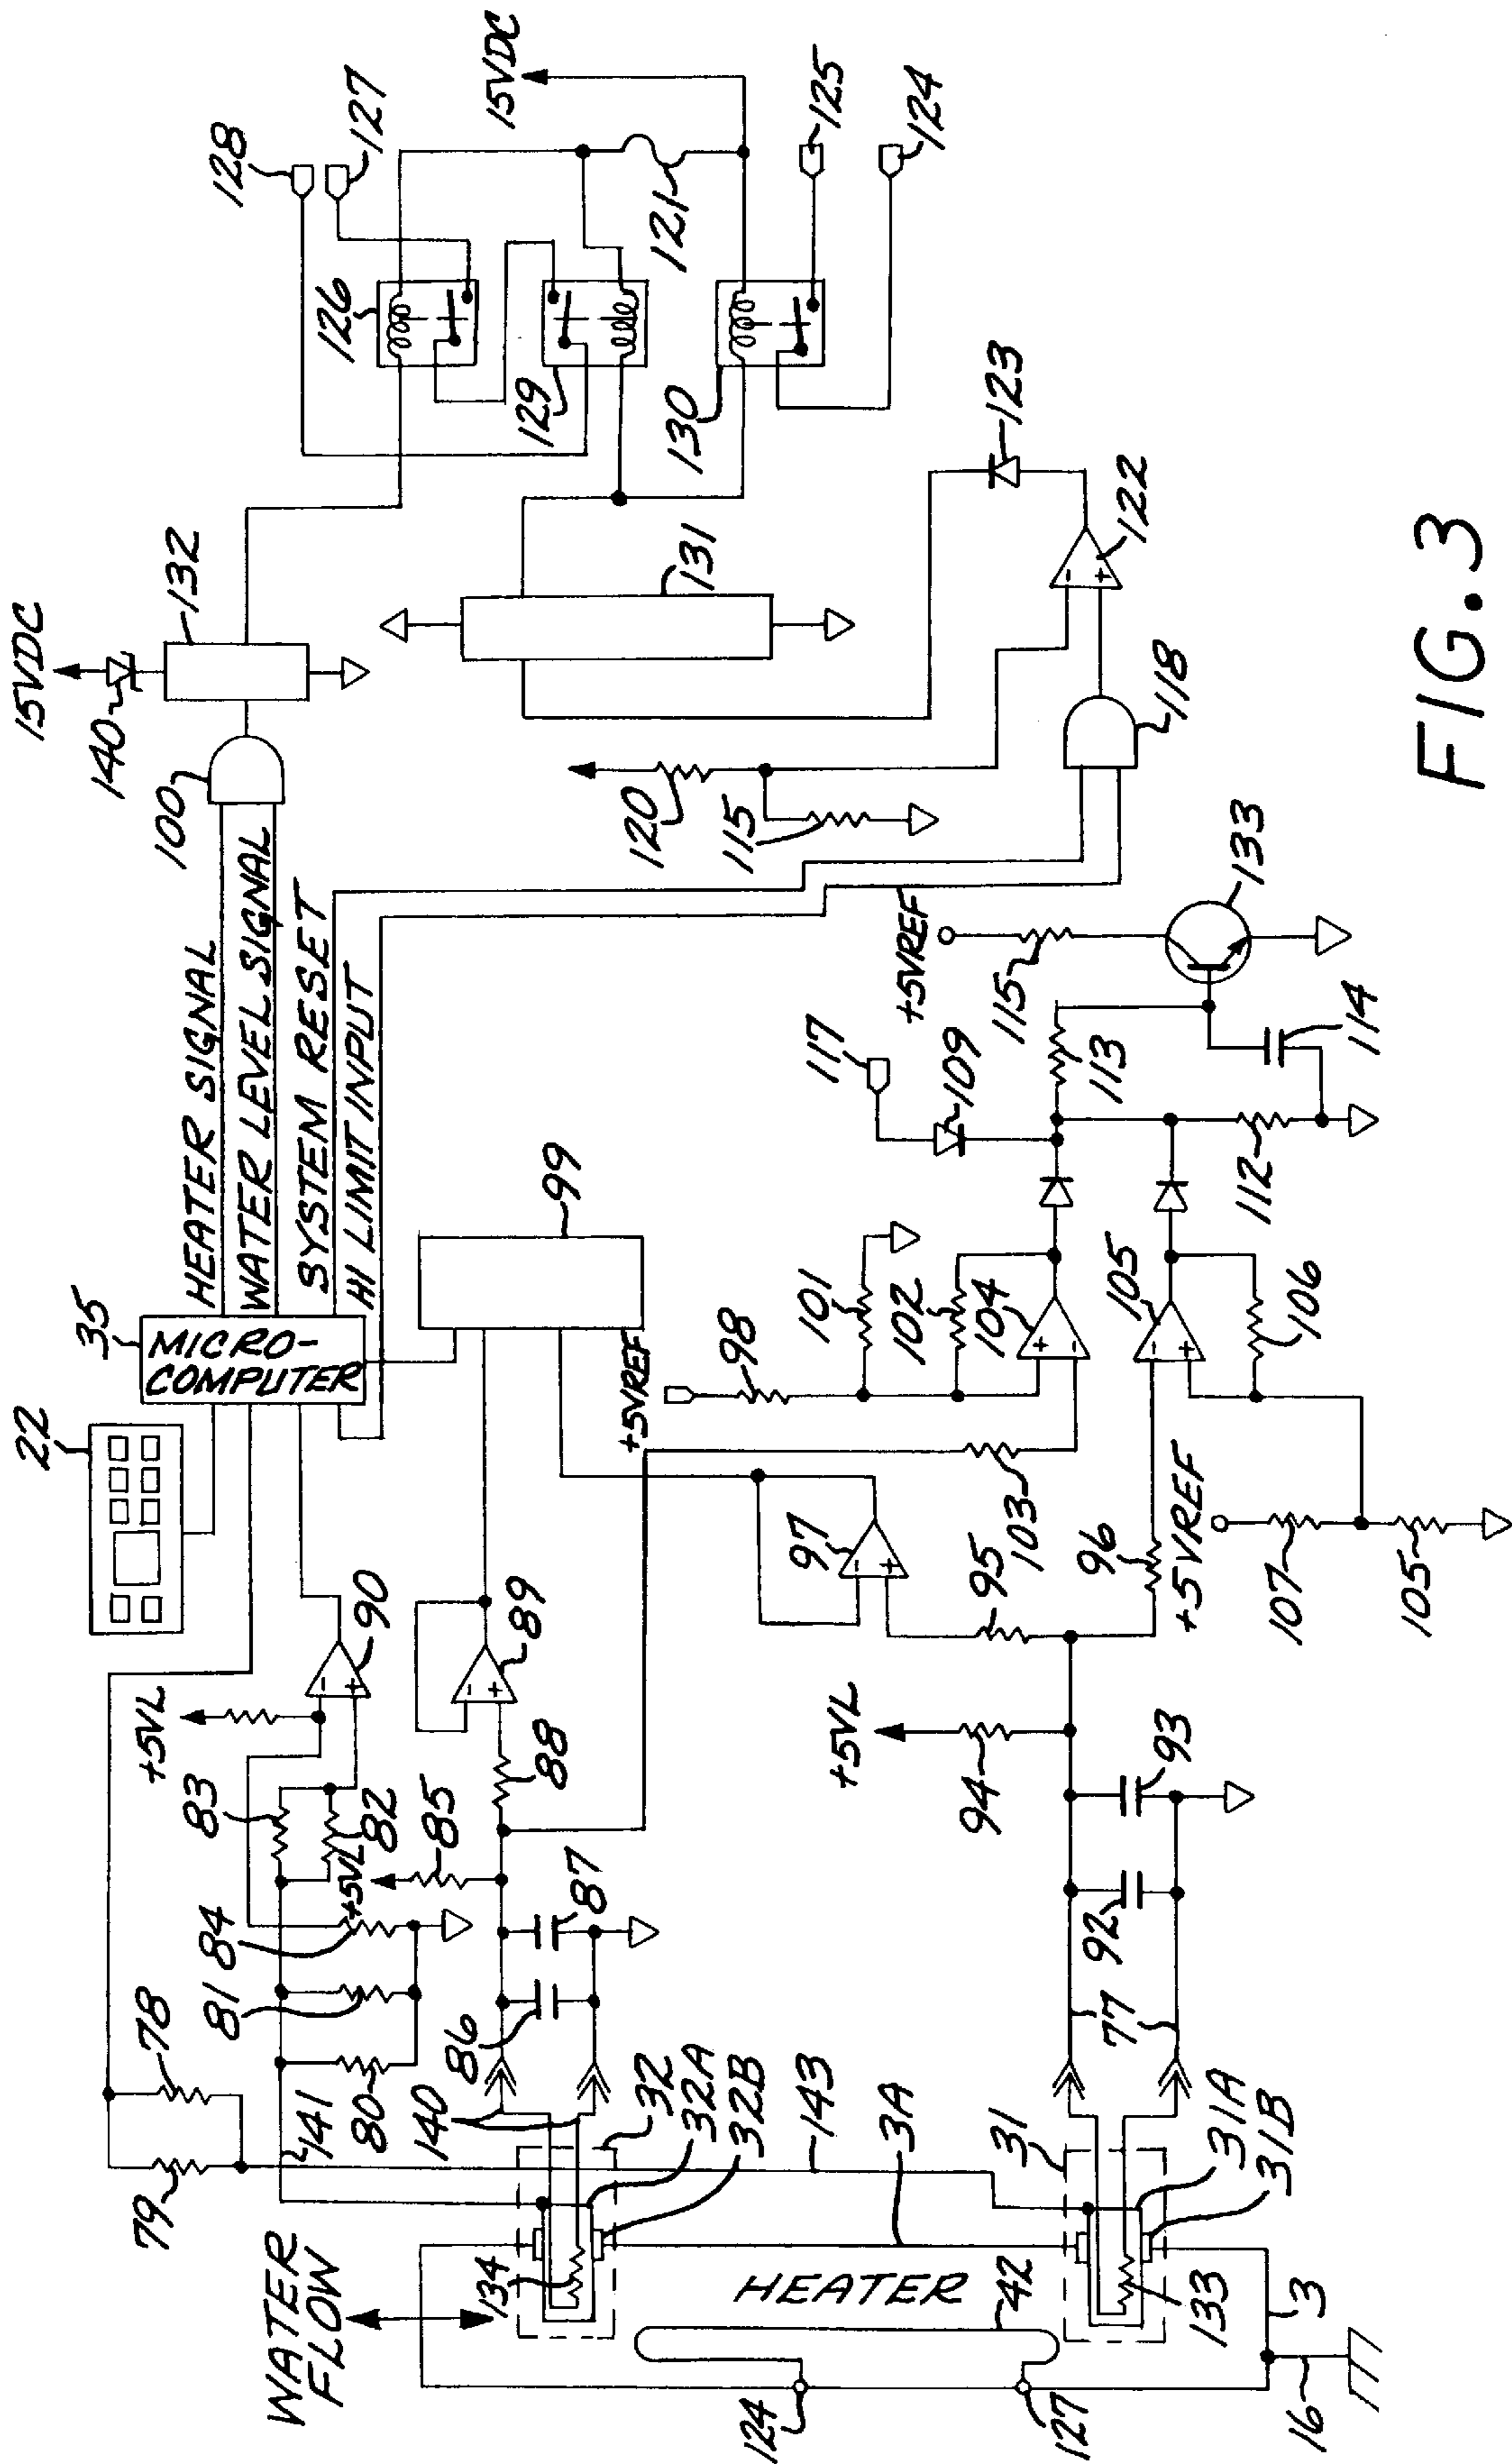 15VDC
140
132
100
HEATER SIGNAL
WATER LEVEL SIGNAL
SYSTEM RESET
HI LIMIT INPUT
35
MICRO-
COMPUTER
22
128
127
15VDC
126
129
121
125
130
124
131
123
122
120
115
118
+5VREF
115
133
117
109
113
114
112
99
+5VREF
98
101
102
104
105
106
103
97
95
96
+5VREF
107
105
90
89
+5VL
83
82
+5VL
85
88
84
81
78
79
80
141
87
86
140
32
32A
32B
143
3A
+5VL
94
93
92
77
31
31A
31B
WATER
FLOW
134
HEATER
42
133
3
124
127
16
FIG. 3